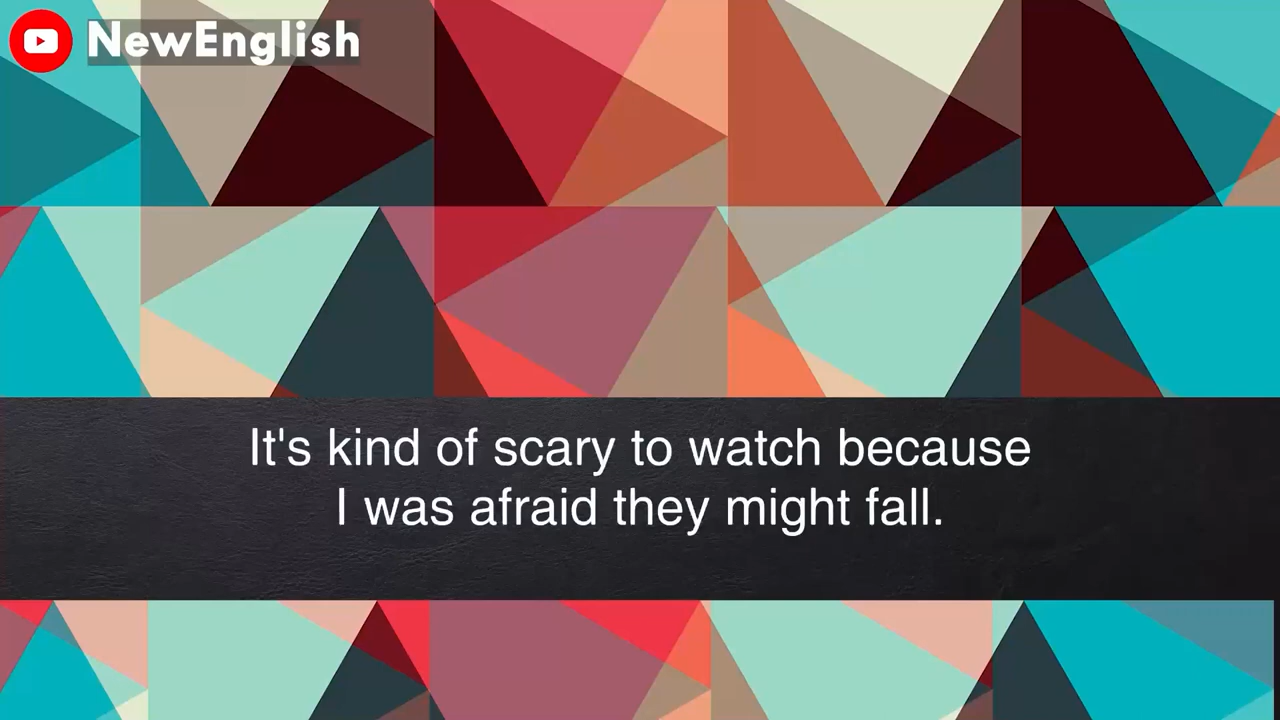 NewEnglish
It's kind of scary to watch because
I was afraid they might fall.